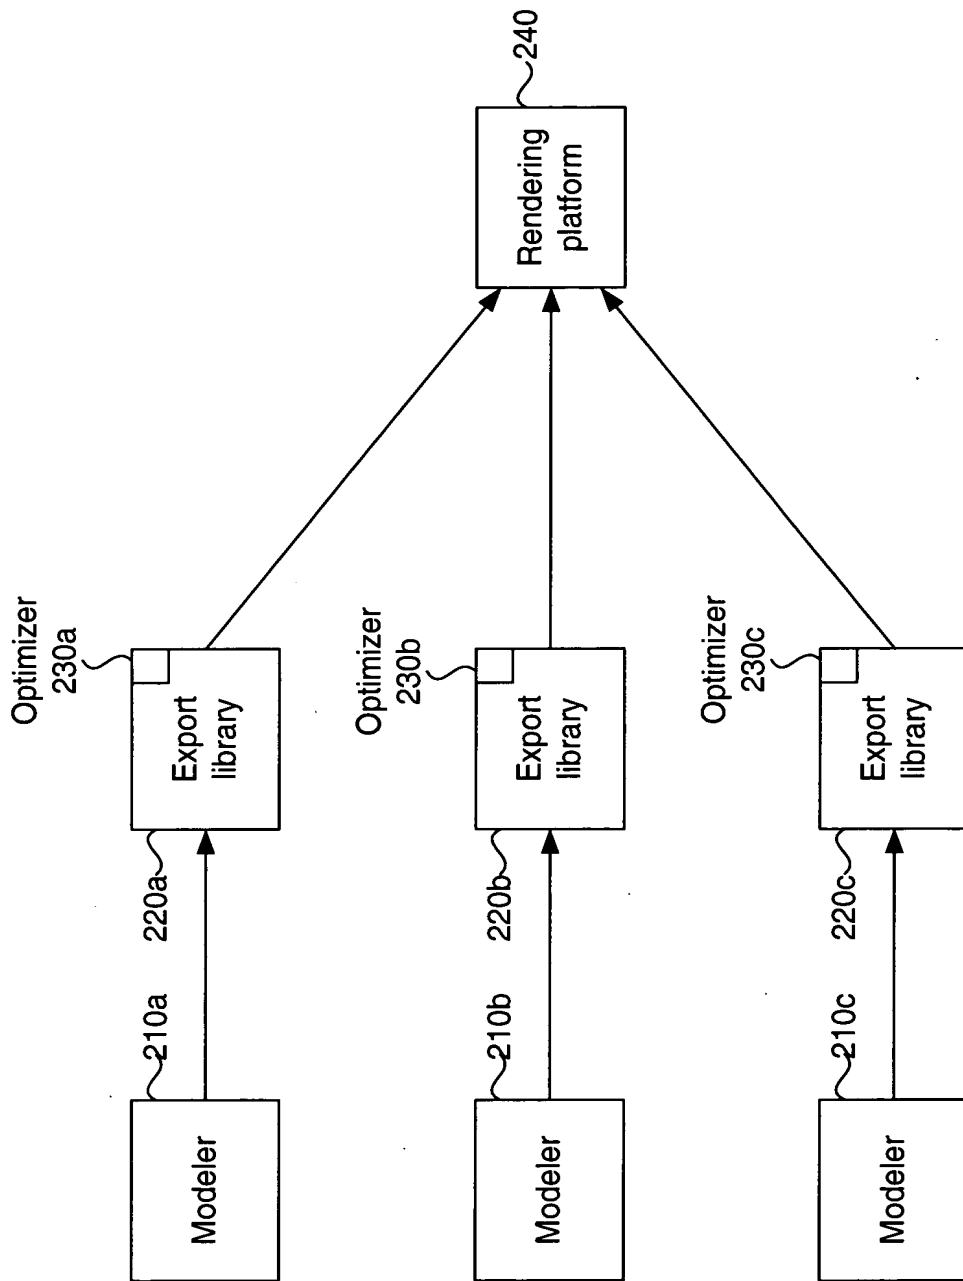 Modeler
210a
220a
Export
library
Optimizer
230a
Modeler
210b
220b
Export
library
Optimizer
230b
Modeler
210c
220c
Export
library
Optimizer
230c
Rendering
platform
240